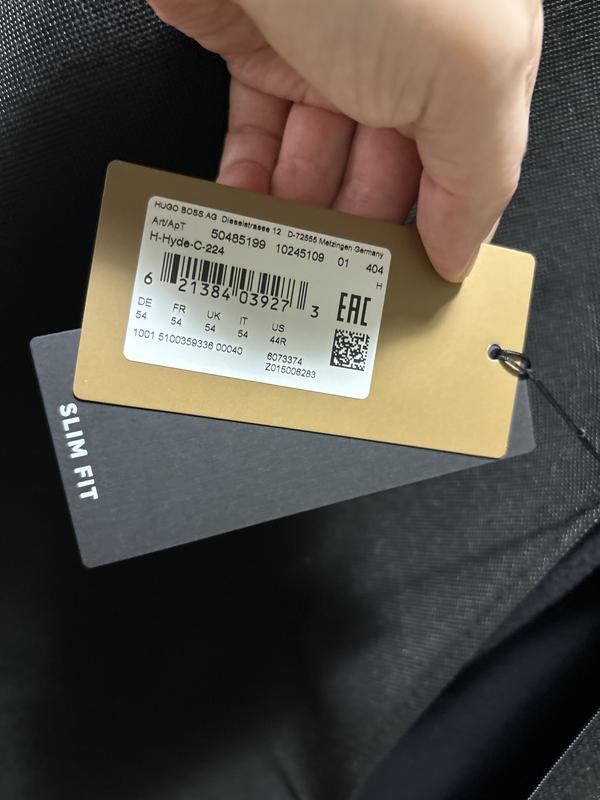 HUGO BOSS AG Dieselstrasse 12 D-72555 Metzingen Germany
Art/ApT 50485199 10245109 01 404
H-Hyde-C-224 H
6 21384 03927 3
EAC
DE FR UK IT US
54 54 54 54 44R
1001 5100359336 00040 6073374
Z015006283
SLIM FIT